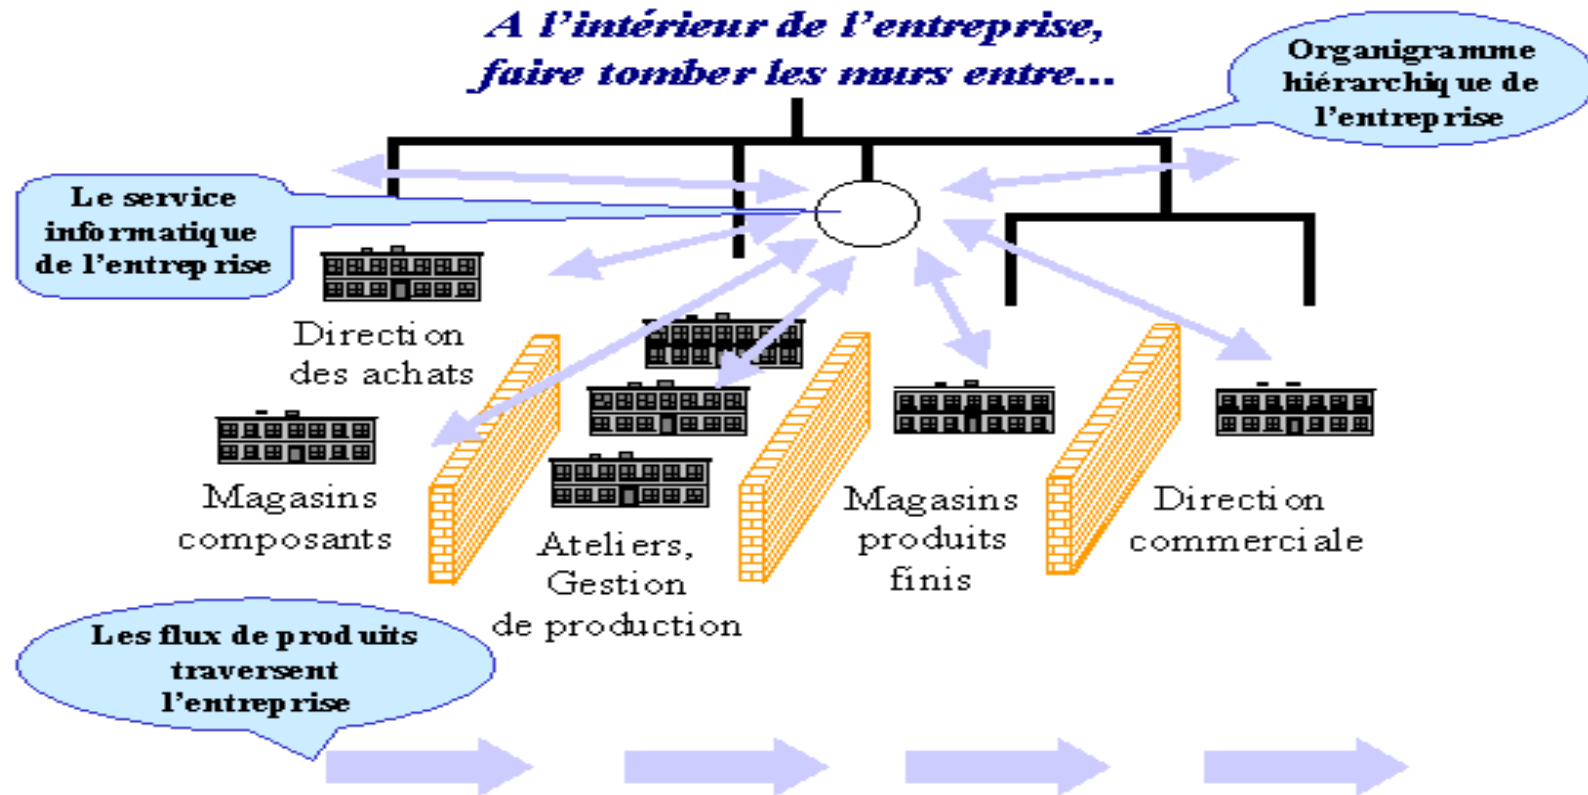 A l'intérieur de l'entreprise,
faire tomber les murs entre...
Organigramme
hiérarchique de
l'entreprise
Le service
informatique
de l'entreprise
Direction
des achats
Magasins
composants
Ateliers,
Gestion
de production
Magasins
produits
finis
Direction
commerciale
Les flux de produits
traversent
l'entreprise